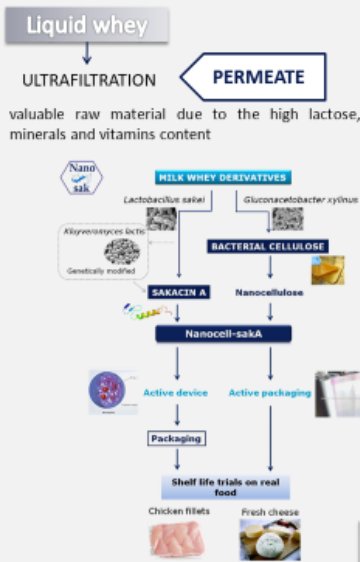 Liquid whey
ULTRAFILTRATION
PERMEATE
valuable raw material due to the high lactose,
minerals and vitamins content
Nano
sak
MILK WHEY DERIVATIVES
Lactobacillus sakei
Gluconacetobacter xylinus
Kluyveromyces lactis
Genetically modified
BACTERIAL CELLULOSE
SAKACIN A
Nanocellulose
Nanocell-sakA
Active device
Active packaging
Packaging
Shelf life trials on real
food
Chicken fillets
Fresh cheese